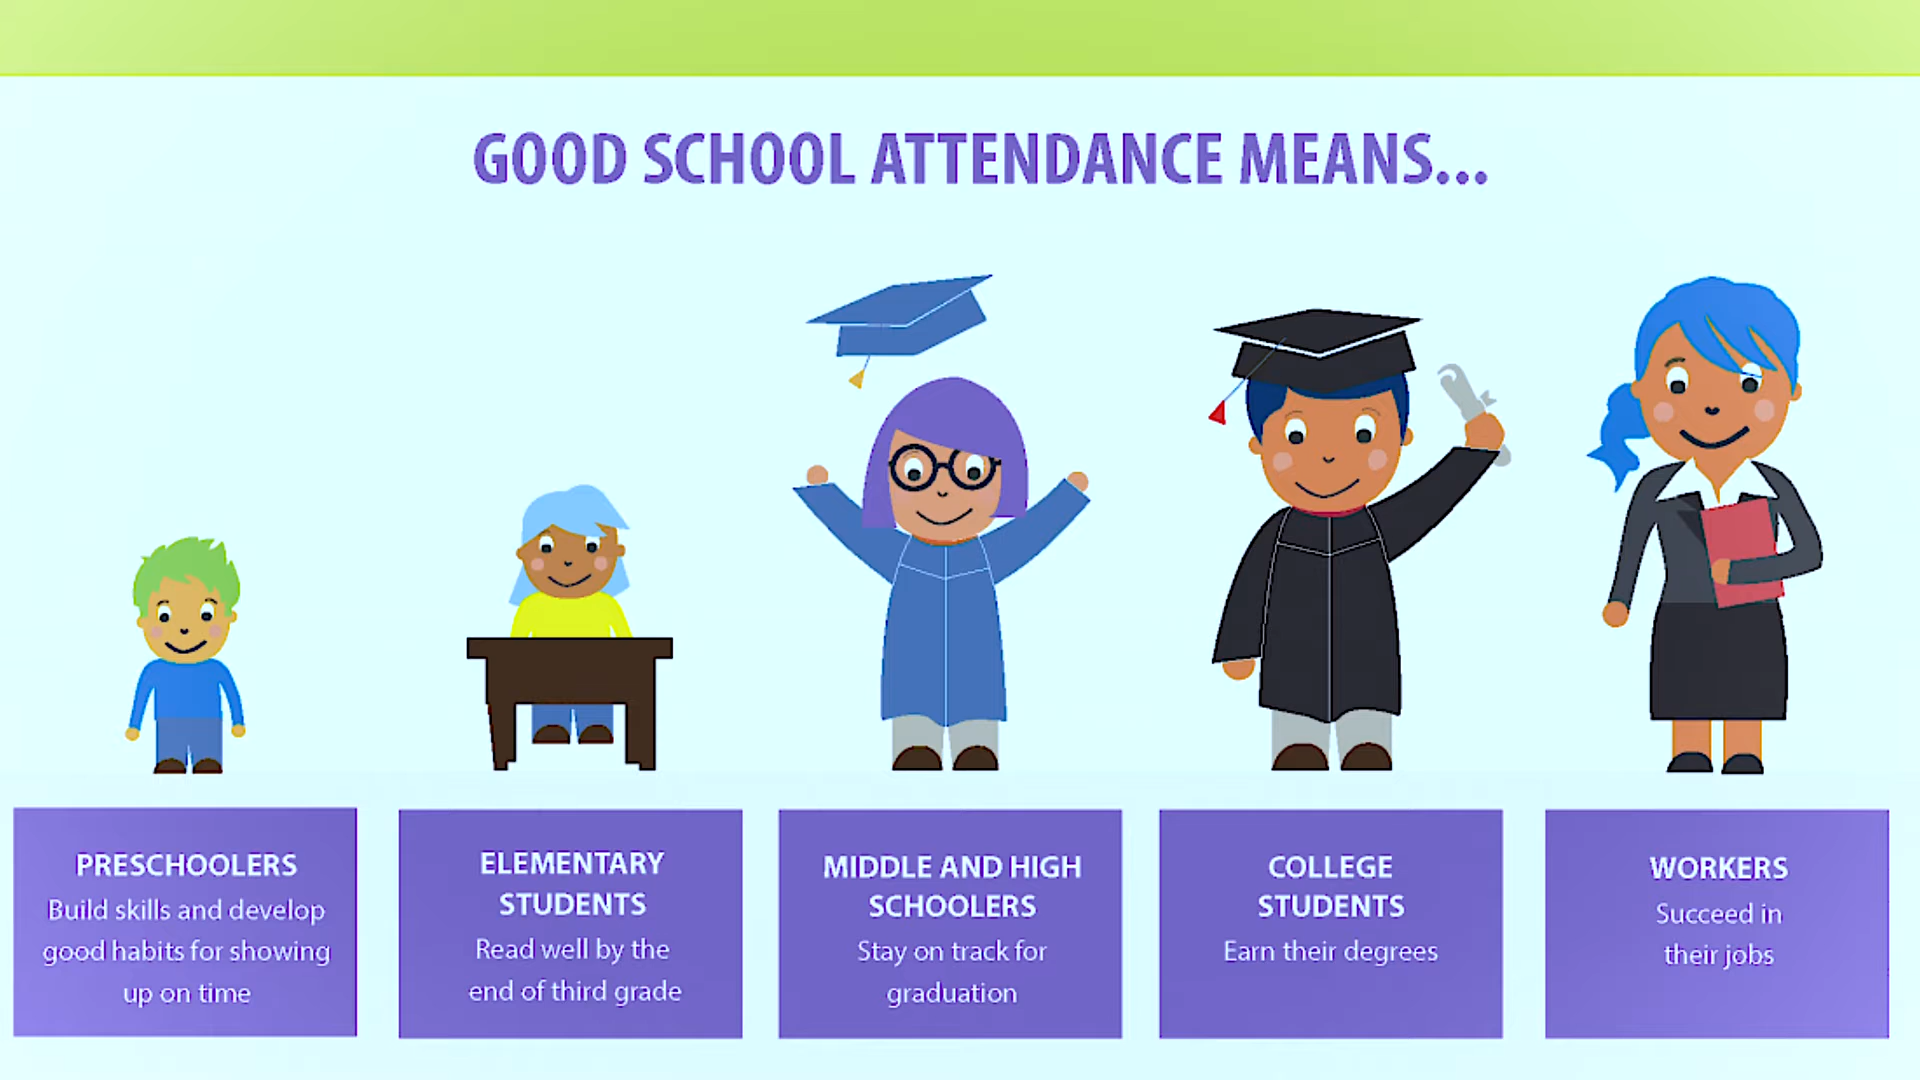 GOOD SCHOOL ATTENDANCE MEANS...
PRESCHOOLERS
Build skills and develop
good habits for showing
up on time
ELEMENTARY
STUDENTS
Read well by the
end of third grade
MIDDLE AND HIGH
SCHOOLERS
Stay on track for
graduation
COLLEGE
STUDENTS
Earn their degrees
WORKERS
Succeed in
their jobs